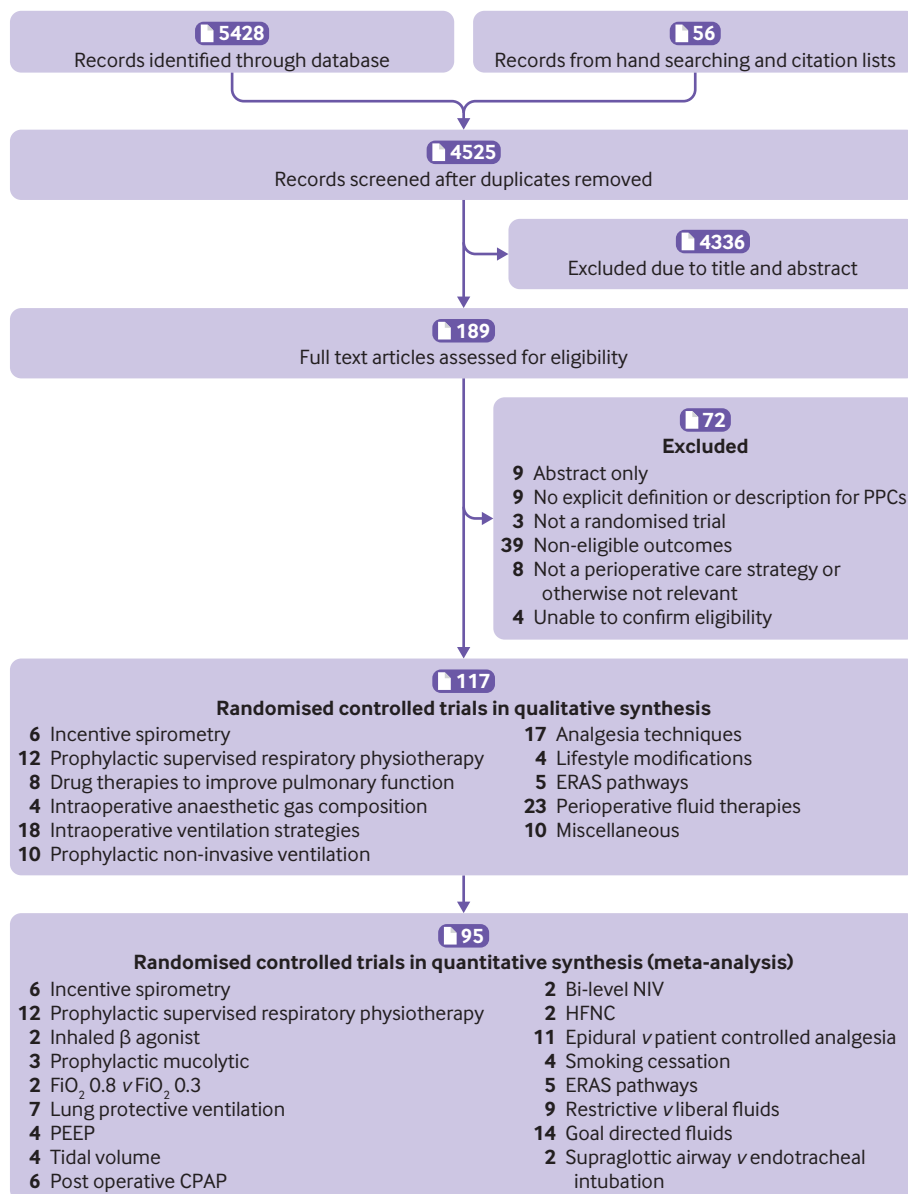 5428
Records identified through database
56
Records from hand searching and citation lists
4525
Records screened after duplicates removed
4336
Excluded due to title and abstract
189
Full text articles assessed for eligibility
72
Excluded
9 Abstract only
9 No explicit definition or description for PPCs
3 Not a randomised trial
39 Non-eligible outcomes
8 Not a perioperative care strategy or
otherwise not relevant
4 Unable to confirm eligibility
117
Randomised controlled trials in qualitative synthesis
6 Incentive spirometry
12 Prophylactic supervised respiratory physiotherapy
8 Drug therapies to improve pulmonary function
4 Intraoperative anaesthetic gas composition
18 Intraoperative ventilation strategies
10 Prophylactic non-invasive ventilation
17 Analgesia techniques
4 Lifestyle modifications
5 ERAS pathways
23 Perioperative fluid therapies
10 Miscellaneous
95
Randomised controlled trials in quantitative synthesis (meta-analysis)
6 Incentive spirometry
12 Prophylactic supervised respiratory physiotherapy
2 Inhaled β agonist
3 Prophylactic mucolytic
2 FiO₂ 0.8 v FiO₂ 0.3
7 Lung protective ventilation
4 PEEP
4 Tidal volume
6 Post operative CPAP
2 Bi-level NIV
2 HFNC
11 Epidural v patient controlled analgesia
4 Smoking cessation
5 ERAS pathways
9 Restrictive v liberal fluids
14 Goal directed fluids
2 Supraglottic airway v endotracheal
intubation